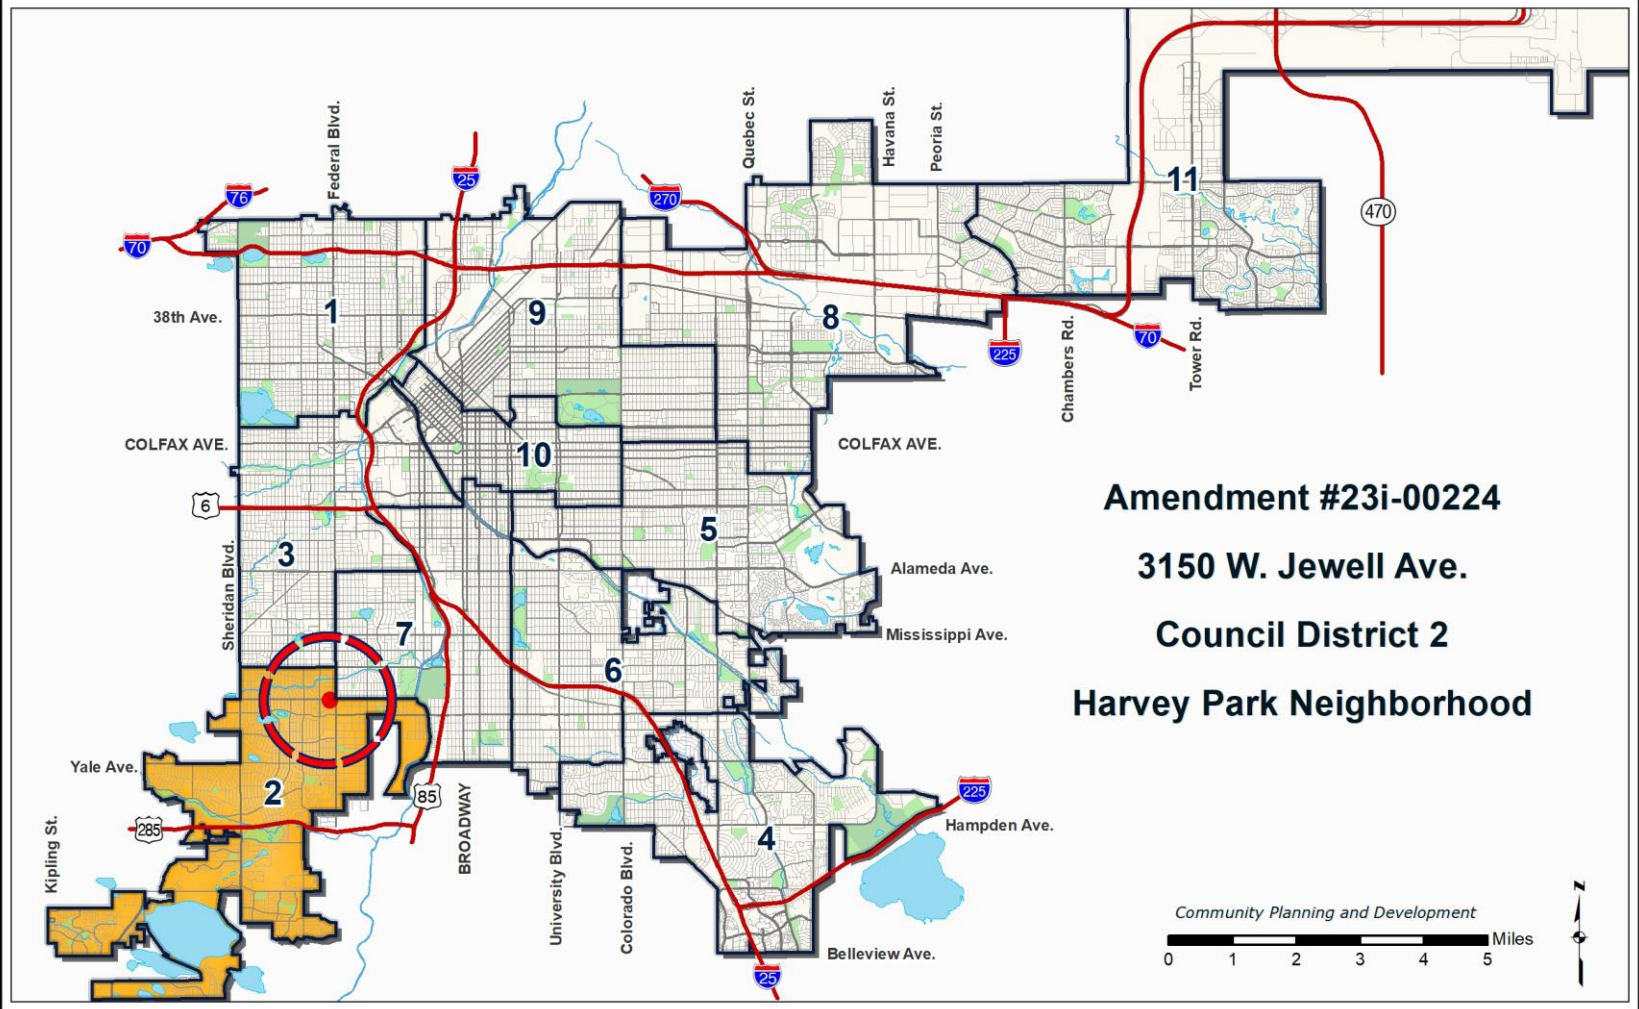 Federal Blvd.
Quebec St.
Havana St.
Peoria St.
76
25
270
11
470
70
38th Ave.
1
9
8
225
70
Chambers Rd.
Tower Rd.
COLFAX AVE.
10
COLFAX AVE.
6
Amendment #23i-00224
5
3
3150 W. Jewell Ave.
Alameda Ave.
Sheridan Blvd.
7
Mississippi Ave.
Council District 2
6
Harvey Park Neighborhood
Yale Ave.
2
85
225
285
BROADWAY
Hampden Ave.
4
Kipling St.
University Blvd.
Colorado Blvd.
Belleview Ave.
25
Community Planning and Development
Miles
0 1 2 3 4 5
N